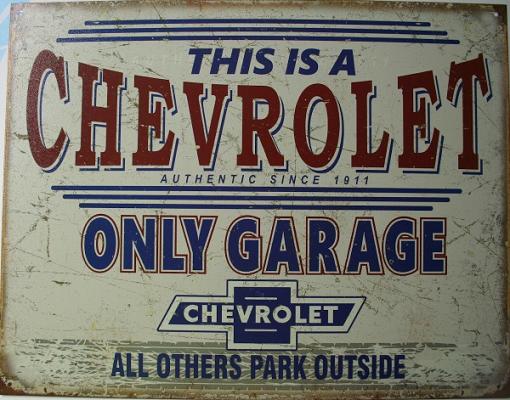 THIS IS A
CHEVROLET
AUTHENTIC SINCE 1911
ONLY GARAGE
CHEVROLET
ALL OTHERS PARK OUTSIDE